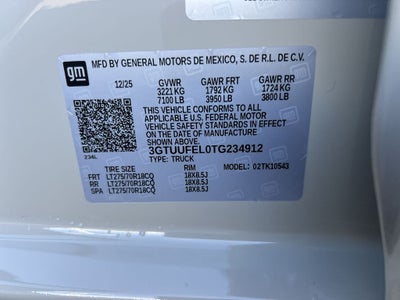 gm
MFD BY GENERAL MOTORS DE MEXICO, S. DE R.L. DE C.V.
12/25 GVWR GAWR FRT GAWR RR
3221 KG 1792 KG 1724 KG
7100 LB 3950 LB 3800 LB
THIS VEHICLE CONFORMS TO ALL
APPLICABLE U.S. FEDERAL MOTOR
VEHICLE SAFETY STANDARDS
IN EFFECT ON THE
DATE OF MANUFACTURE
SHOWN ABOVE.
3GTUUFEL0TG234912
TYPE: TRUCK
234L
MODEL: 02TK10543
TIRE SIZE RIM
FRT LT275/70R18CQ 18X8.5J
RR LT275/70R18CQ 18X8.5J
SPA LT275/70R18CQ 18X8.5J